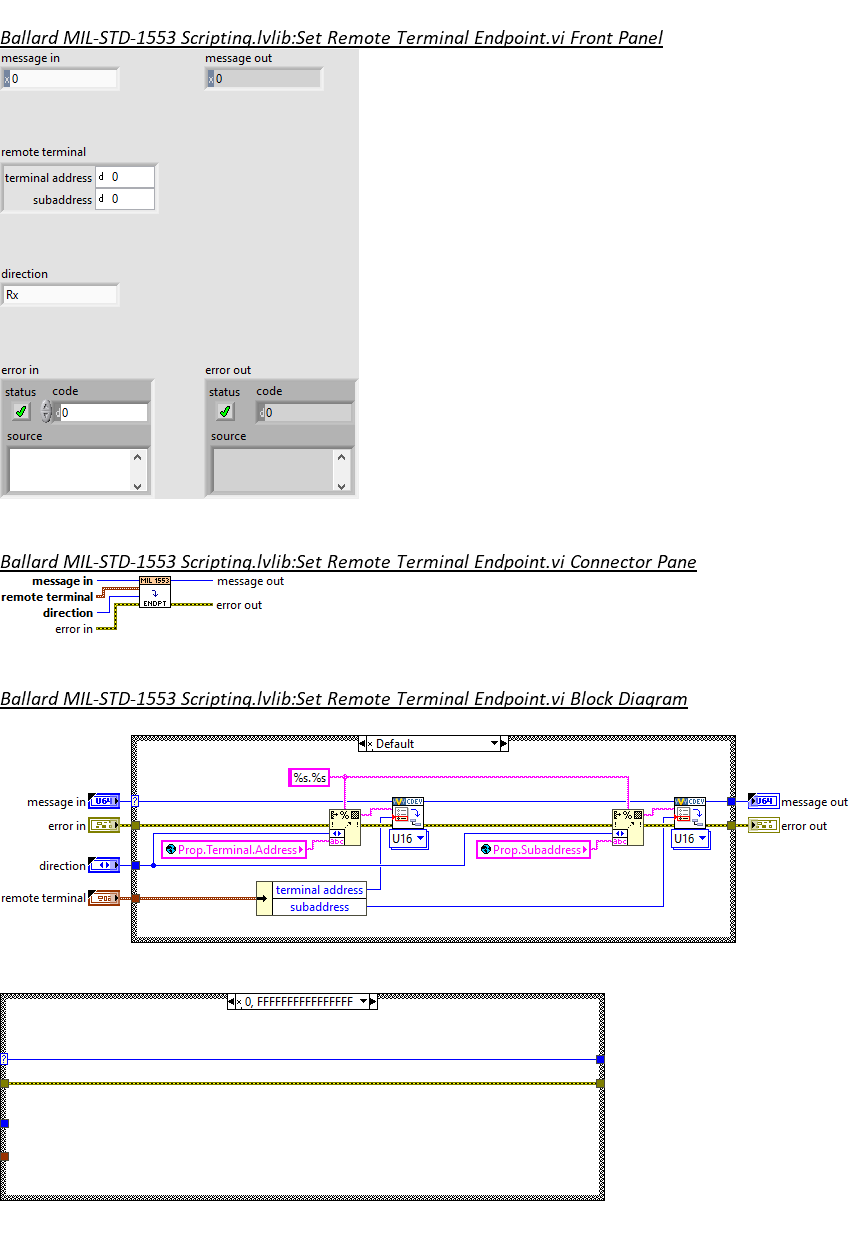 Ballard MIL-STD-1553 Scripting.lvlib:Set Remote Terminal Endpoint.vi Front Panel
message in
message out
x 0
x 0
remote terminal
terminal address d 0
subaddress d 0
direction
Rx
error in
error out
status code
status code
d 0
d 0
source
source
Ballard MIL-STD-1553 Scripting.lvlib:Set Remote Terminal Endpoint.vi Connector Pane
message in
MIL 1553
message out
remote terminal
direction
ENDPT
error out
error in
Ballard MIL-STD-1553 Scripting.lvlib:Set Remote Terminal Endpoint.vi Block Diagram
x Default
%s.%s
message in U64
?
CDEV
CDEV
U64 message out
error in
error out
abc
U16
abc
U16
Prop.Terminal.Address
Prop.Subaddress
direction
remote terminal
terminal address
subaddress
x 0, FFFFFFFFFFFFFFFF
?